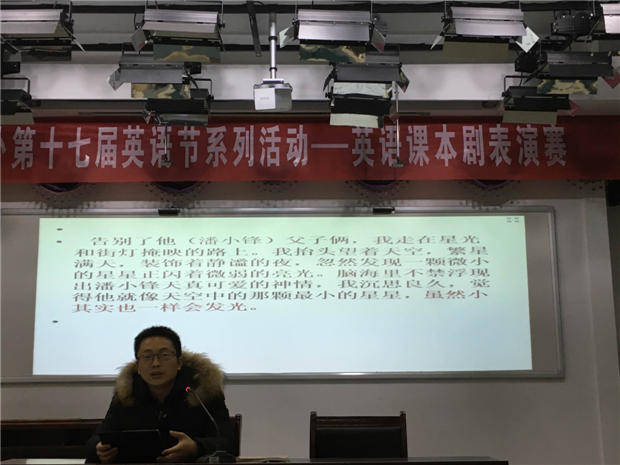 第十七届英语节系列活动——英语课本剧表演赛
告别了他（潘小锋）父子俩，我走在星光
和街灯掩映的路上。我抬头望着天空，繁星
满天，装饰着静谧的夜，忽然发现一颗微小
的星星正闪着微弱的亮光。脑海里不禁浮现
出潘小锋天真可爱的神情，我沉思良久，觉
得他就像天空中的那颗最小的星星，虽然小
其实也一样会发光。